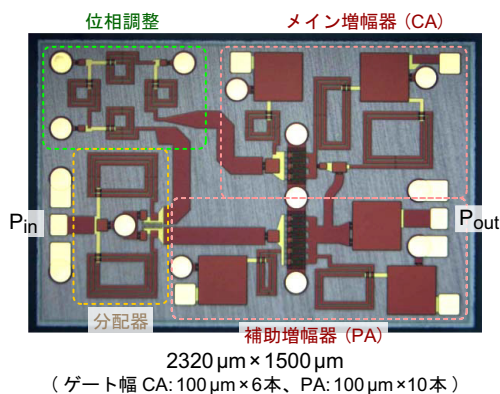 位相調整
メイン増幅器 (CA)
Pin
Pout
分配器
補助増幅器 (PA)
2320 μm × 1500 μm
( ゲート幅 CA: 100 μm × 6本、PA: 100 μm × 10本 )